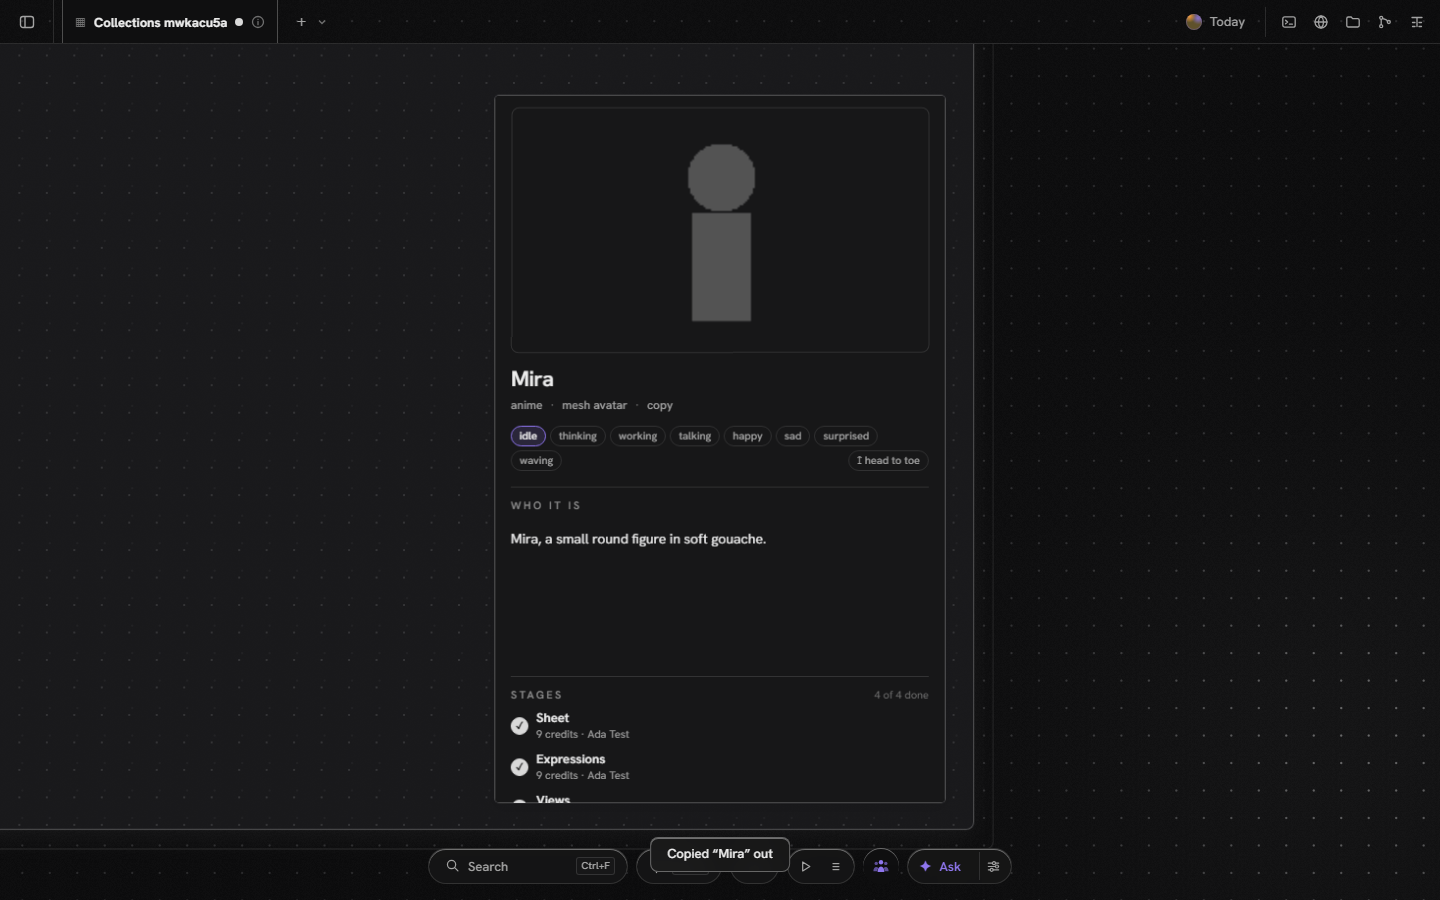 Collections mwkacu5a
Today
Mira
anime · mesh avatar · copy
idle thinking working talking happy sad surprised
waving head to toe
WHO IT IS
Mira, a small round figure in soft gouache.
STAGES 4 of 4 done
Sheet
9 credits · Ada Test
Expressions
9 credits · Ada Test
Views
Copied “Mira” out
Search Ctrl+F
Ask